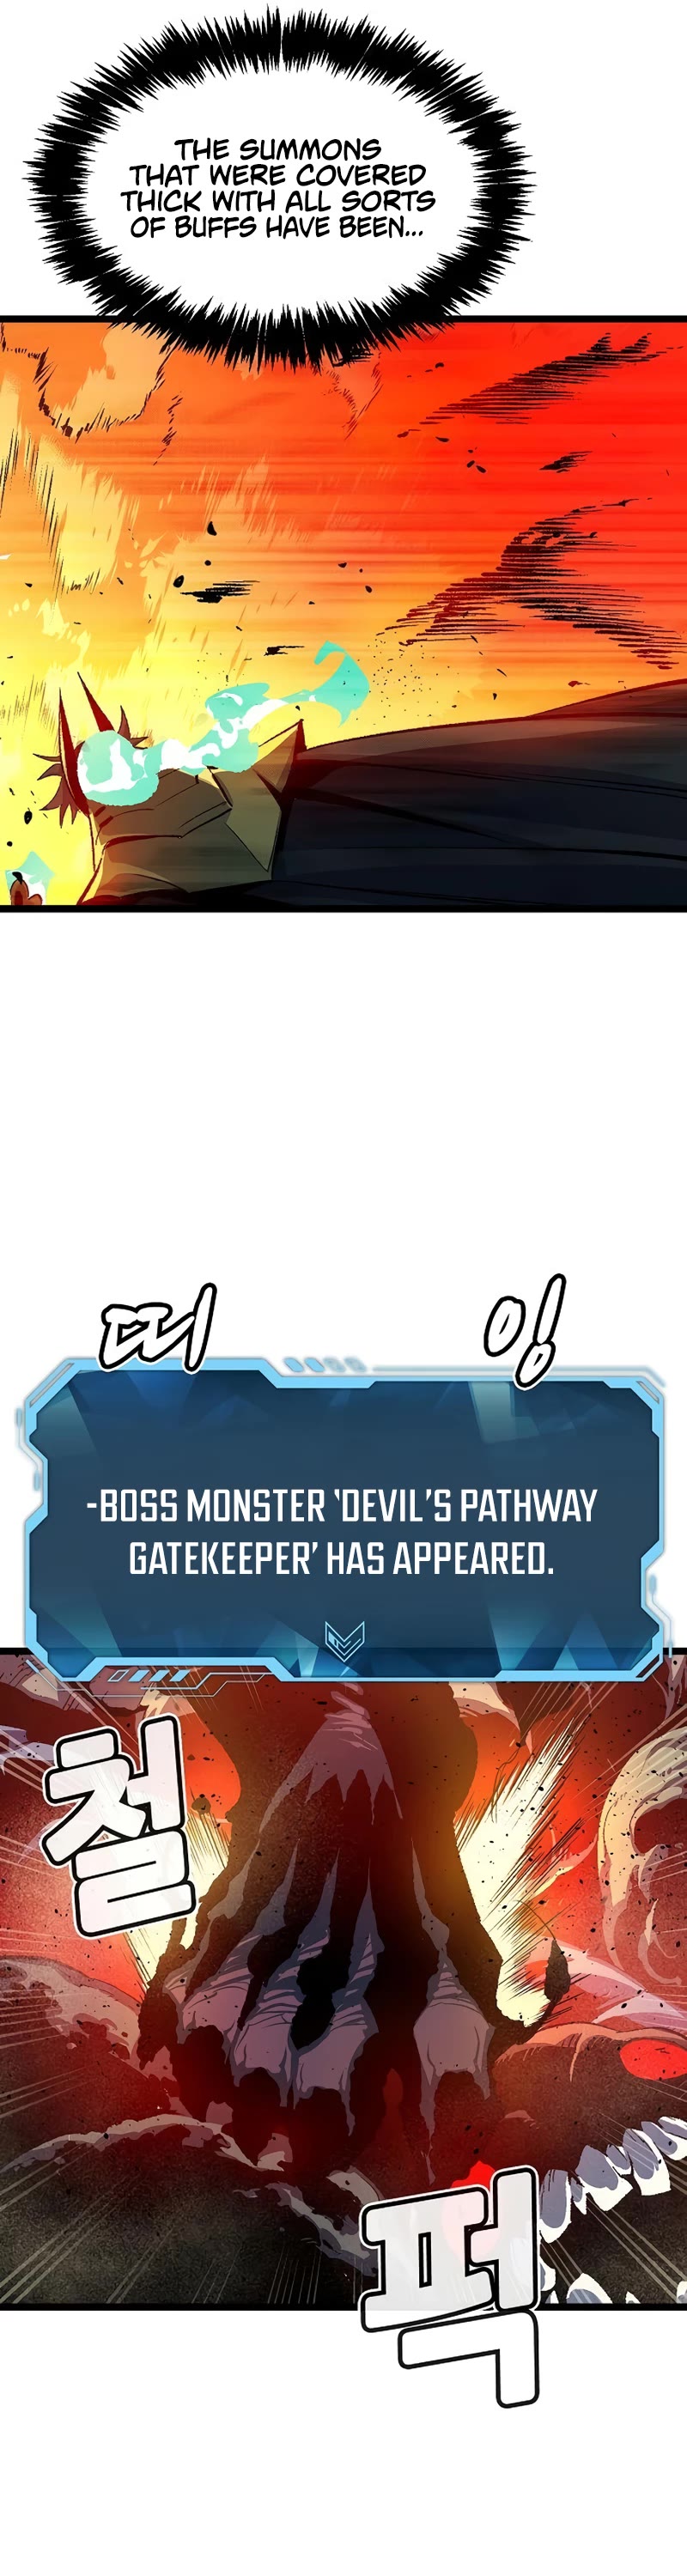 THE SUMMONS
THAT WERE COVERED
THICK WITH ALL SORTS
OF BUFFS HAVE BEEN...
띠 이!
-BOSS MONSTER 'DEVIL'S PATHWAY
GATEKEEPER' HAS APPEARED.
철
퍽